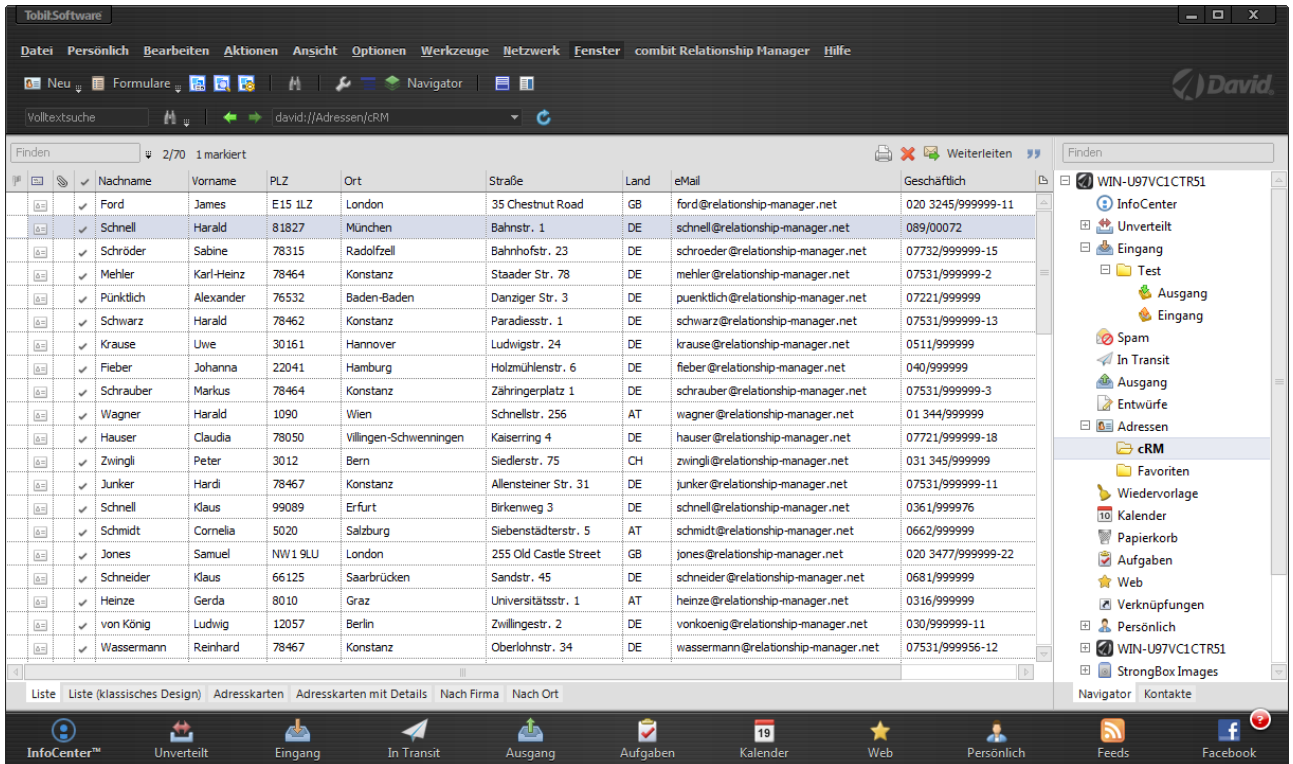 Tobit.Software
Datei Persönlich Bearbeiten Aktionen Ansicht Optionen Werkzeuge Netzwerk Fenster combit Relationship Manager Hilfe
Neu Formulare Navigator
David.
Volltextsuche david://Adressen/cRM
Finden 2/70 1 markiert Weiterleiten Finden
Nachname Vorname PLZ Ort Straße Land eMail Geschäftlich
Ford James E15 1LZ London 35 Chestnut Road GB ford@relationship-manager.net 020 3245/999999-11
Schnell Harald 81827 München Bahnstr. 1 DE schnell@relationship-manager.net 089/00072
Schröder Sabine 78315 Radolfzell Bahnhofstr. 23 DE schroeder@relationship-manager.net 07732/999999-15
Mehler Karl-Heinz 78464 Konstanz Staader Str. 78 DE mehler@relationship-manager.net 07531/999999-2
Pünktlich Alexander 76532 Baden-Baden Danziger Str. 3 DE puenktlich@relationship-manager.net 07221/999999
Schwarz Harald 78462 Konstanz Paradiesstr. 1 DE schwarz@relationship-manager.net 07531/999999-13
Krause Uwe 30161 Hannover Ludwigstr. 24 DE krause@relationship-manager.net 0511/999999
Fieber Johanna 22041 Hamburg Holzmühlenstr. 6 DE fieber@relationship-manager.net 040/999999
Schrauber Markus 78464 Konstanz Zähringerplatz 1 DE schrauber@relationship-manager.net 07531/999999-3
Wagner Harald 1090 Wien Schnellstr. 256 AT wagner@relationship-manager.net 01 344/999999
Hauser Claudia 78050 Villingen-Schwenningen Kaiserring 4 DE hauser@relationship-manager.net 07721/999999-18
Zwingli Peter 3012 Bern Siedlerstr. 75 CH zwingli@relationship-manager.net 031 345/999999
Junker Hardi 78467 Konstanz Allensteiner Str. 31 DE junker@relationship-manager.net 07531/999999-11
Schnell Klaus 99089 Erfurt Birkenweg 3 DE schnell@relationship-manager.net 0361/999976
Schmidt Cornelia 5020 Salzburg Siebenstädterstr. 5 AT schmidt@relationship-manager.net 0662/999999
Jones Samuel NW1 9LU London 255 Old Castle Street GB jones@relationship-manager.net 020 3477/999999-22
Schneider Klaus 66125 Saarbrücken Sandstr. 45 DE schneider@relationship-manager.net 0681/999999
Heinze Gerda 8010 Graz Universitätsstr. 1 AT heinze@relationship-manager.net 0316/999999
von König Ludwig 12057 Berlin Zwillingestr. 2 DE vonkoenig@relationship-manager.net 030/999999-11
Wassermann Reinhard 78467 Konstanz Oberlohnstr. 34 DE wassermann@relationship-manager.net 07531/999956-12
WIN-U97VC1CTR51
InfoCenter
Unverteilt
Eingang
Test
Ausgang
Eingang
Spam
In Transit
Ausgang
Entwürfe
Adressen
cRM
Favoriten
Wiedervorlage
10 Kalender
Papierkorb
Aufgaben
Web
Verknüpfungen
Persönlich
WIN-U97VC1CTR51
StrongBox Images
Liste Liste (klassisches Design) Adresskarten Adresskarten mit Details Nach Firma Nach Ort
Navigator Kontakte
19
InfoCenter™ Unverteilt Eingang In Transit Ausgang Aufgaben Kalender Web Persönlich Feeds Facebook